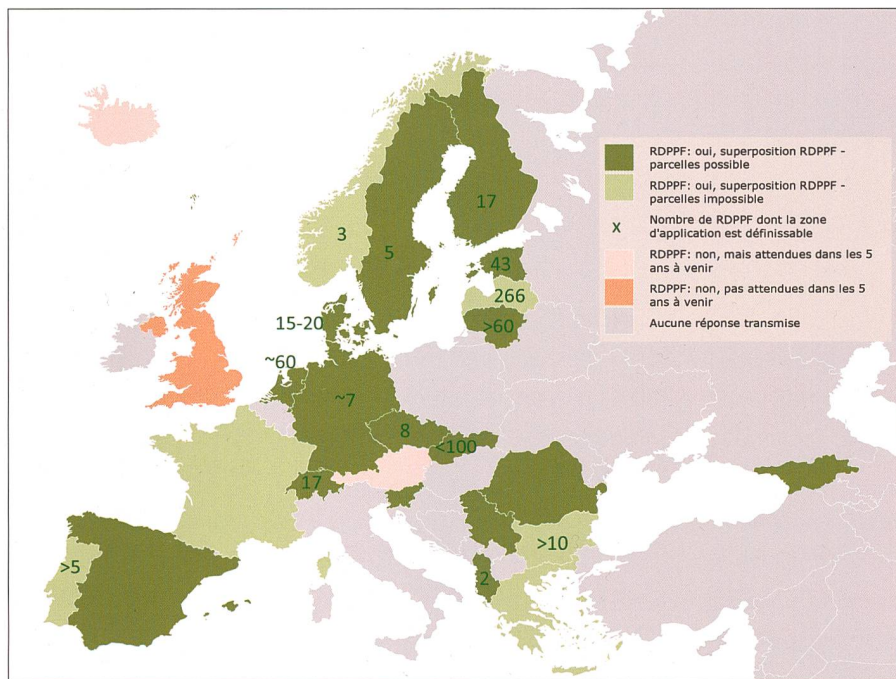 RDPPF: oui, superposition RDPPF -
parcelles possible
RDPPF: oui, superposition RDPPF -
parcelles impossible
X Nombre de RDPPF dont la zone
d'application est définissable
RDPPF: non, mais attendues dans les 5
ans à venir
RDPPF: non, pas attendues dans les 5
ans à venir
Aucune réponse transmise
17
3
5
43
266
>60
15-20
~60
~7
8
<100
17
>10
>5
2